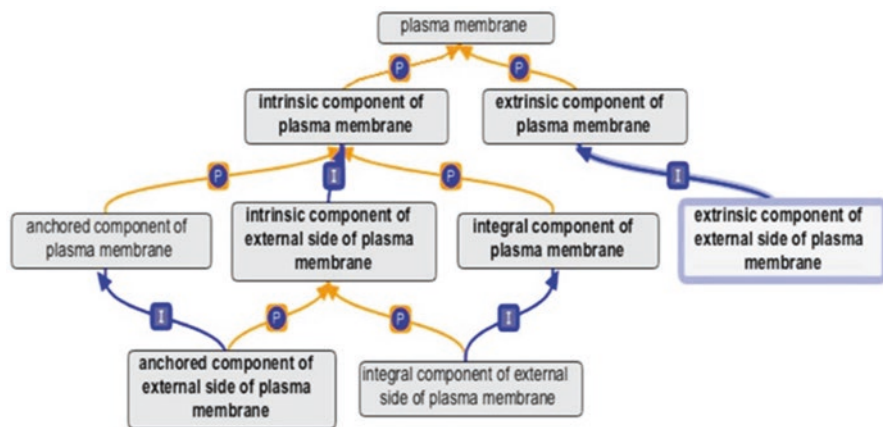 plasma membrane
P
P
intrinsic component of
plasma membrane
extrinsic component of
plasma membrane
P
I
P
I
anchored component of
plasma membrane
intrinsic component of
external side of plasma
membrane
integral component of
plasma membrane
extrinsic component of
external side of plasma
membrane
I
P
P
I
anchored component of
external side of plasma
membrane
integral component of external
side of plasma membrane